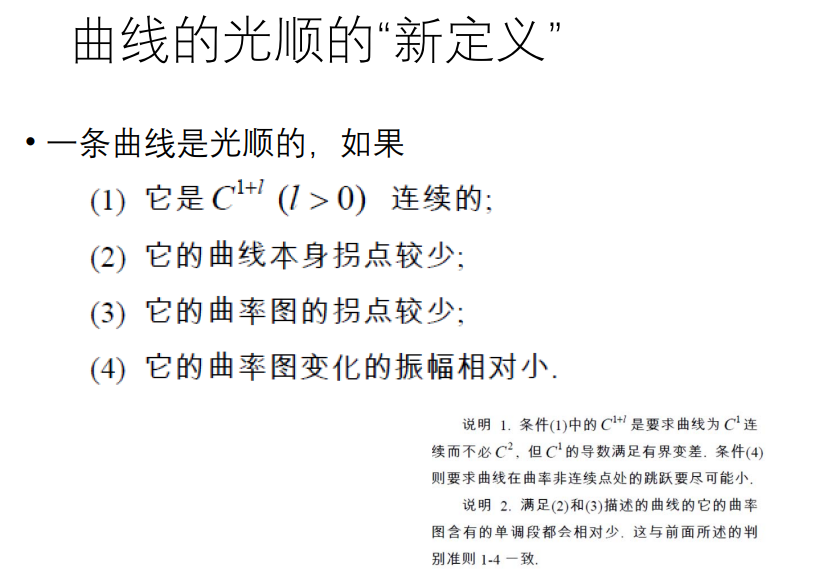 曲线的光顺的“新定义”
• 一条曲线是光顺的，如果
(1) 它是 C^{1+l} (l > 0) 连续的;
(2) 它的曲线本身拐点较少;
(3) 它的曲率图的拐点较少;
(4) 它的曲率图变化的振幅相对小.
说明 1. 条件(1)中的 C^{1+l} 是要求曲线为 C^1 连
续而不必 C^2, 但 C^1 的导数满足有界变差. 条件(4)
则要求曲线在曲率非连续点处的跳跃要尽可能小.
说明 2. 满足(2)和(3)描述的曲线的它的曲率
图含有的单调段都会相对少. 这与前面所述的判
别准则 1-4 一致.